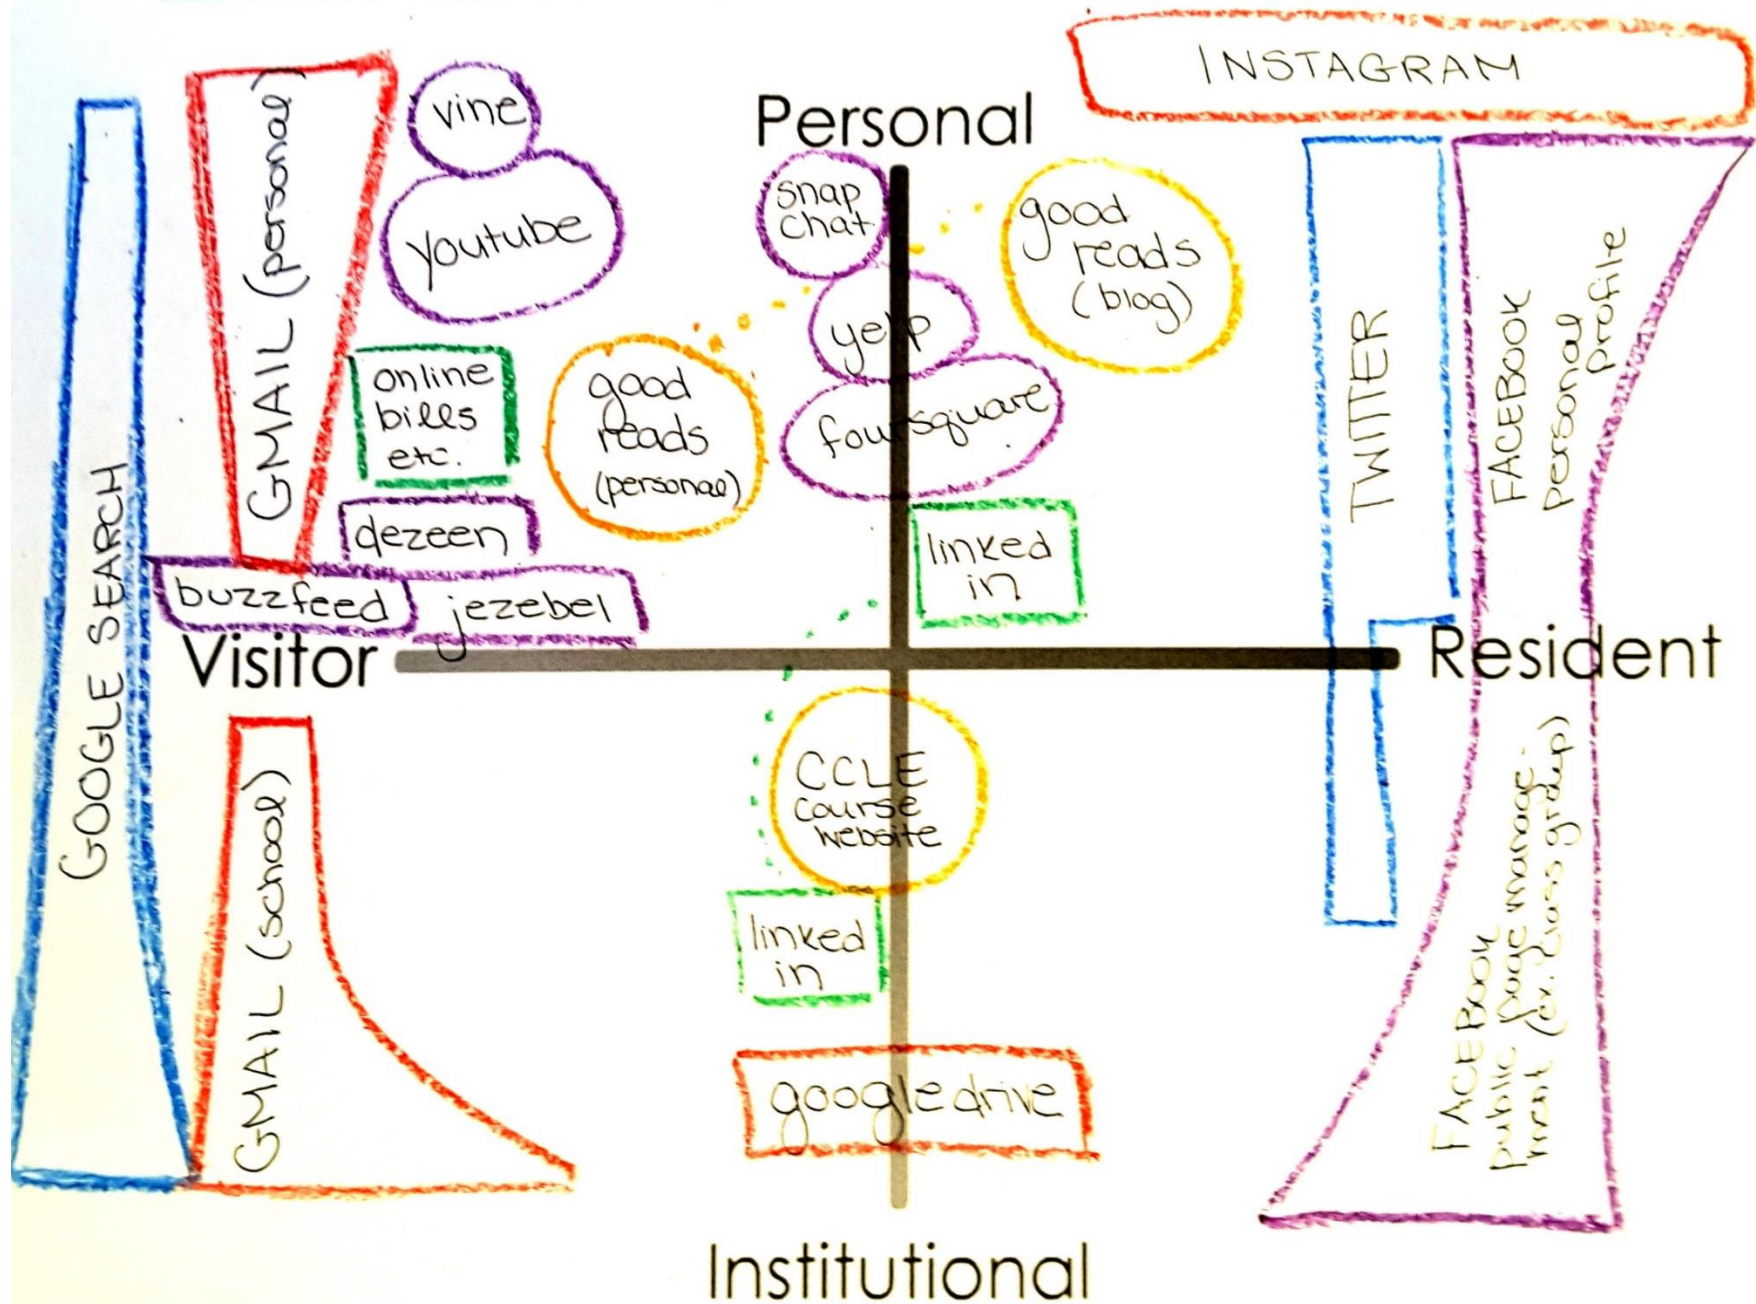 INSTAGRAM
Personal
vine
youtube
GMAIL (personal)
GOOGLE SEARCH
online
bills
etc.
dezeen
buzzfeed
jezebel
good
reads
(personal)
snap
chat
yelp
foursquare
good
reads
(blog)
linked
in
TWITTER
FACEBOOK
personal
profile
Visitor
Resident
GMAIL (school)
CCLE
course
website
linked
in
google drive
FACEBOOK
public page manage-
ment (ex. class group)
Institutional